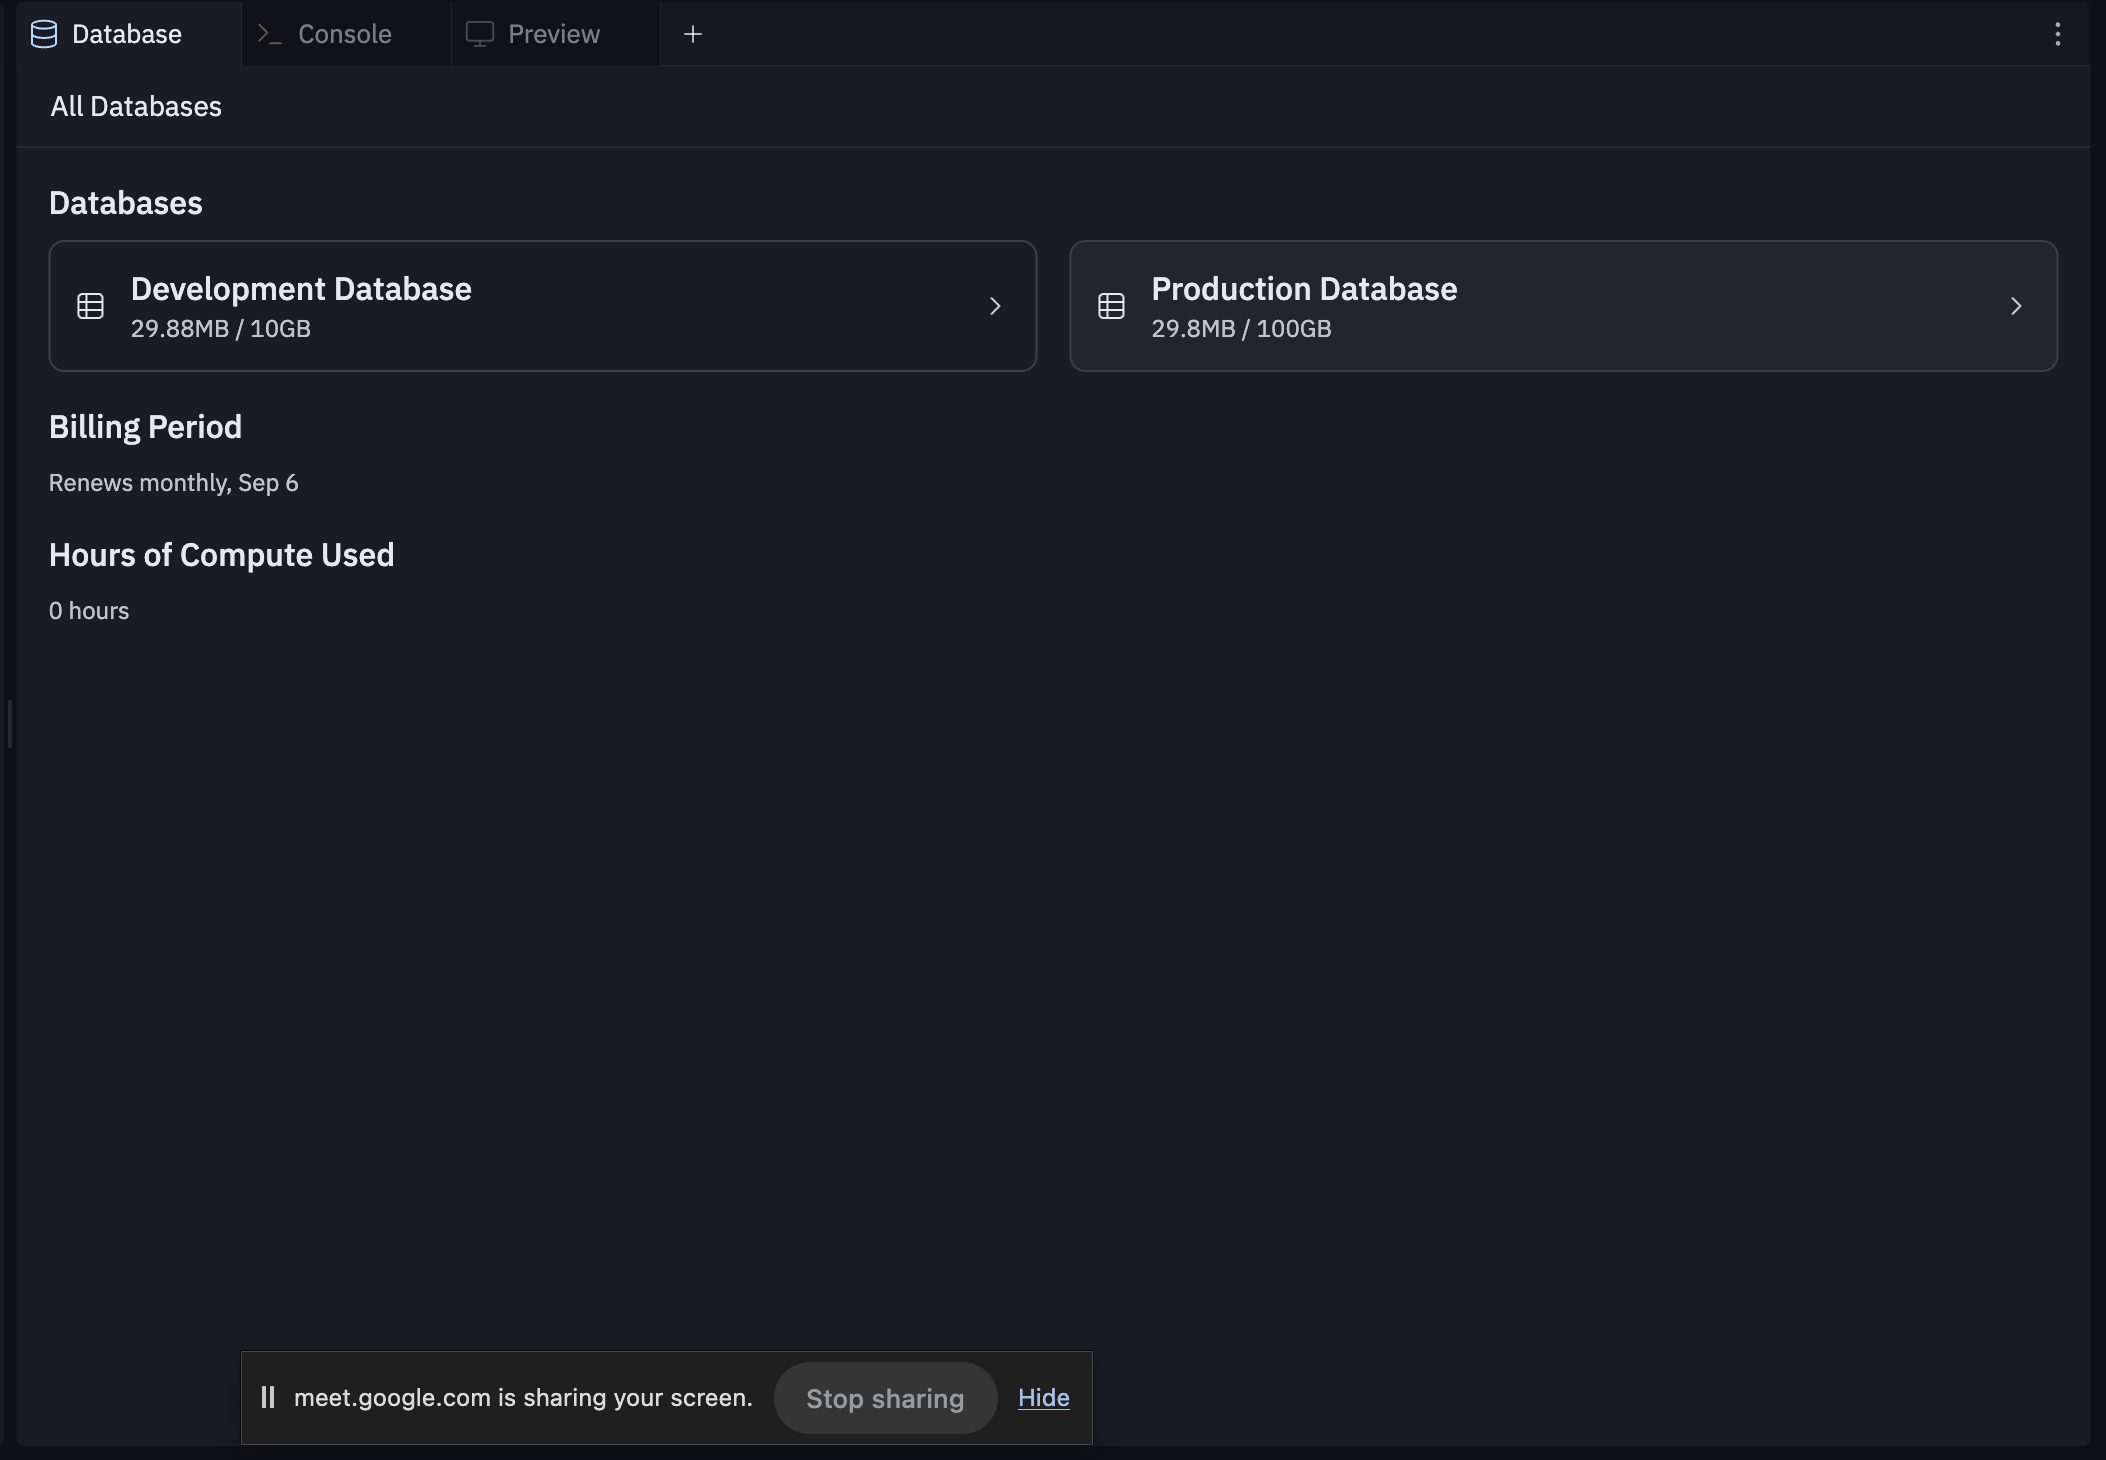 Database
Console
Preview
All Databases
Databases
Development Database
29.88MB / 10GB
Production Database
29.8MB / 100GB
Billing Period
Renews monthly, Sep 6
Hours of Compute Used
0 hours
meet.google.com is sharing your screen.
Stop sharing
Hide